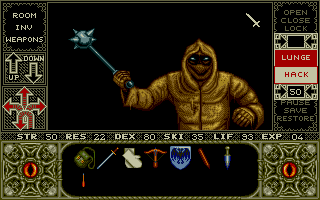 ROOM
INV
WEAPONS
UP
DOWN
OPEN
CLOSE
LOCK
LUNGE
HACK
50
PAUSE
SAVE
RESTORE
STR 50 RES 22 DEX 80 SKI 35 LIF 93 EXP 04